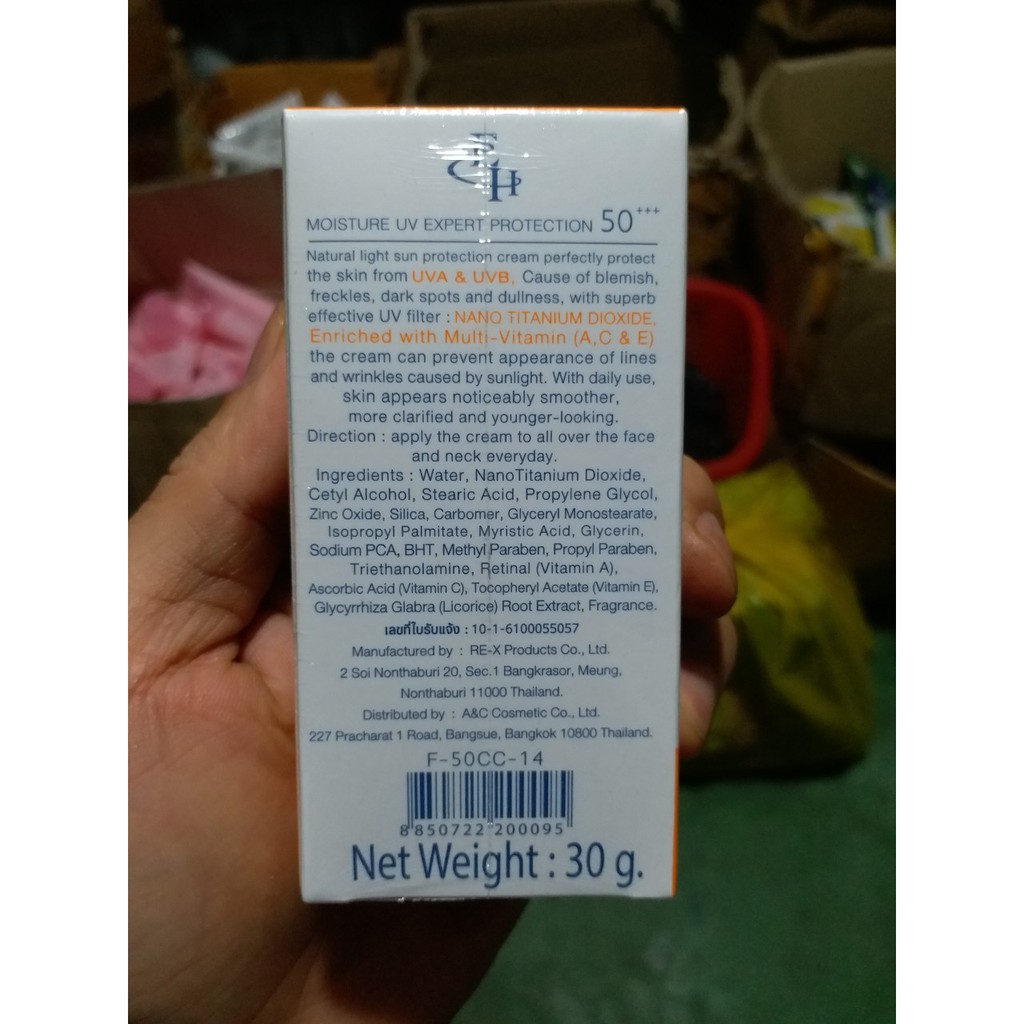 MOISTURE UV EXPERT PROTECTION 50+++
Natural light sun protection cream perfectly protect
the skin from UVA & UVB, Cause of blemish,
freckles, dark spots and dullness, with superb
effective UV filter : NANO TITANIUM DIOXIDE,
Enriched with Multi-Vitamin (A,C & E)
the cream can prevent appearance of lines
and wrinkles caused by sunlight. With daily use,
skin appears noticeably smoother,
more clarified and younger-looking.
Direction : apply the cream to all over the face
and neck everyday.
Ingredients : Water, NanoTitanium Dioxide,
Cetyl Alcohol, Stearic Acid, Propylene Glycol,
Zinc Oxide, Silica, Carbomer, Glyceryl Monostearate,
Isopropyl Palmitate, Myristic Acid, Glycerin,
Sodium PCA, BHT, Methyl Paraben, Propyl Paraben,
Triethanolamine, Retinal (Vitamin A),
Ascorbic Acid (Vitamin C), Tocopheryl Acetate (Vitamin E),
Glycyrrhiza Glabra (Licorice) Root Extract, Fragrance.
เลขที่ใบรับแจ้ง : 10-1-6100055057
Manufactured by : RE-X Products Co., Ltd.
2 Soi Nonthaburi 20, Sec.1 Bangkrasor, Meung,
Nonthaburi 11000 Thailand.
Distributed by : A&C Cosmetic Co., Ltd.
227 Pracharat 1 Road, Bangsue, Bangkok 10800 Thailand.
F-50CC-14
8 850722 200095
Net Weight : 30 g.